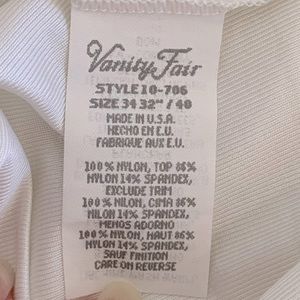 Vanity Fair
STYLE 10-706
SIZE 34 32" / 40
MADE IN U.S.A.
HECHO EN E.U.
FABRIQUE AUX E.U.
100% NYLON, TOP 86%
NYLON 14% SPANDEX,
EXCLUDE TRIM
100% NILON, CIMA 86%
NILON 14% SPANDEX,
MENOS ADORNO
100% NYLON, HAUT 86%
NYLON 14% SPANDEX,
SAUF FINITION
CARE ON REVERSE